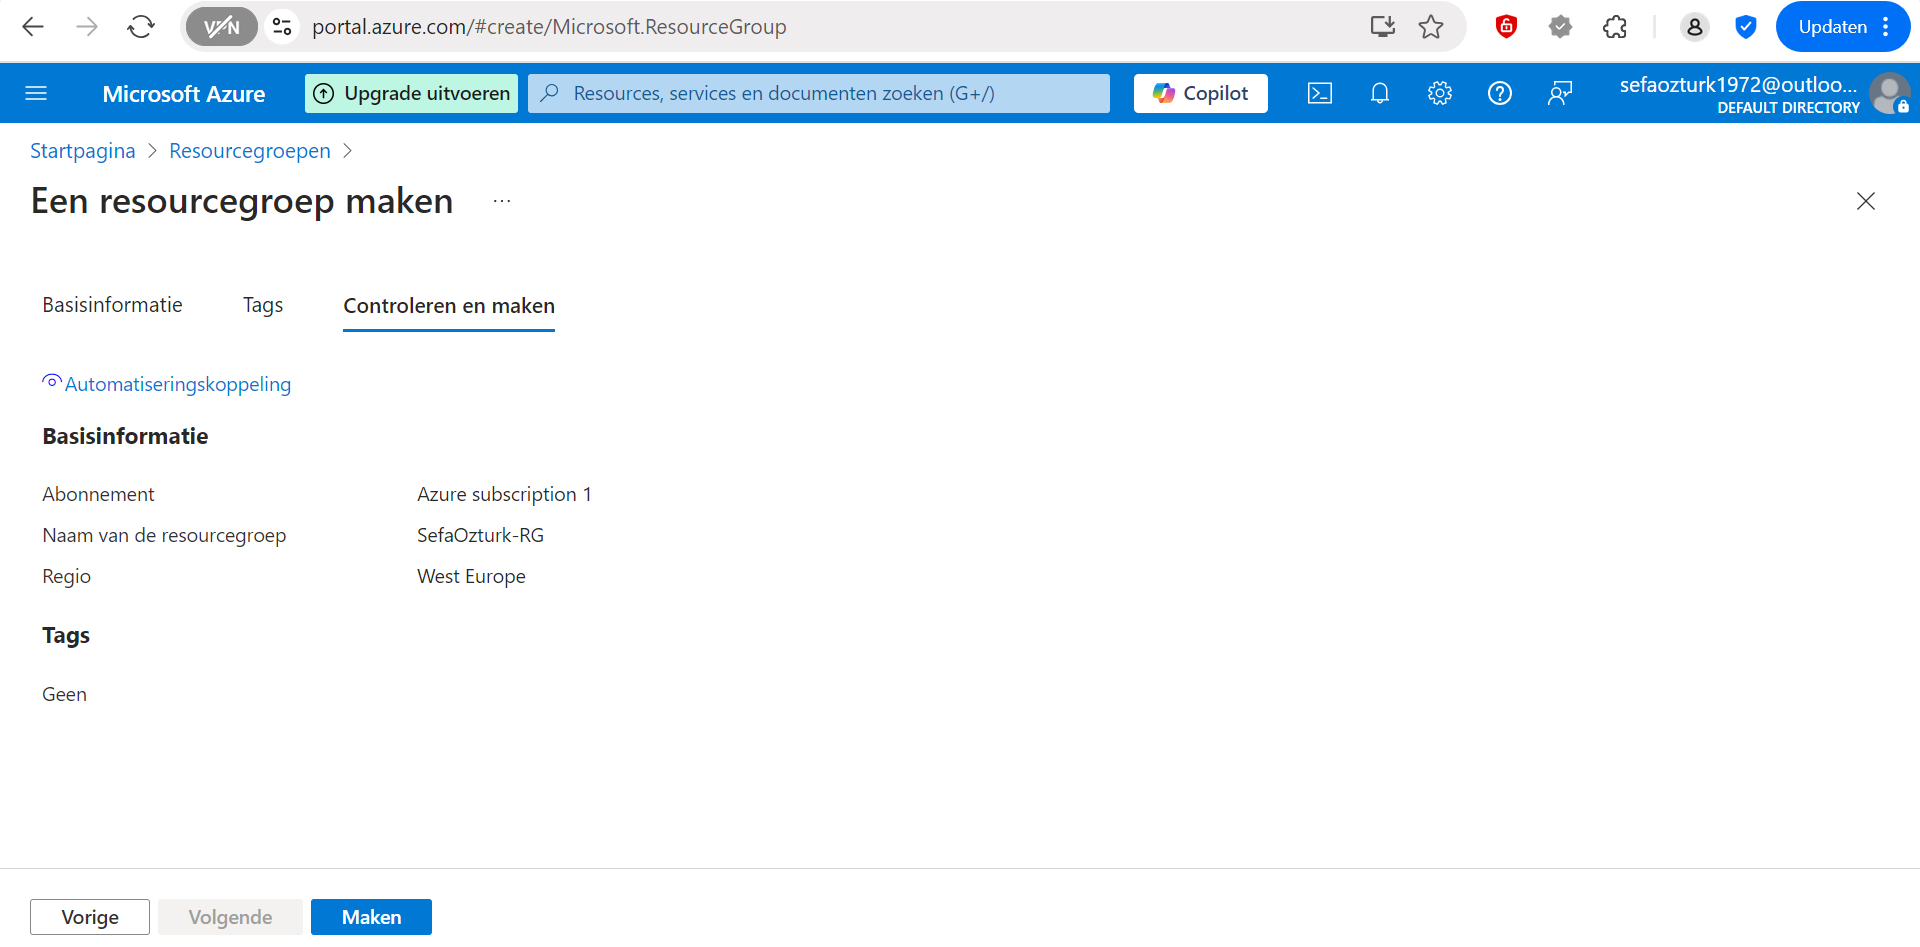 VPN
portal.azure.com/#create/Microsoft.ResourceGroup
Updaten
Microsoft Azure
Upgrade uitvoeren
Resources, services en documenten zoeken (G+/)
Copilot
sefaozturk1972@outloo...
DEFAULT DIRECTORY
Startpagina > Resourcegroepen >
Een resourcegroep maken ...
Basisinformatie Tags Controleren en maken
Automatiseringskoppeling
Basisinformatie
Abonnement Azure subscription 1
Naam van de resourcegroep SefaOzturk-RG
Regio West Europe
Tags
Geen
Vorige Volgende Maken